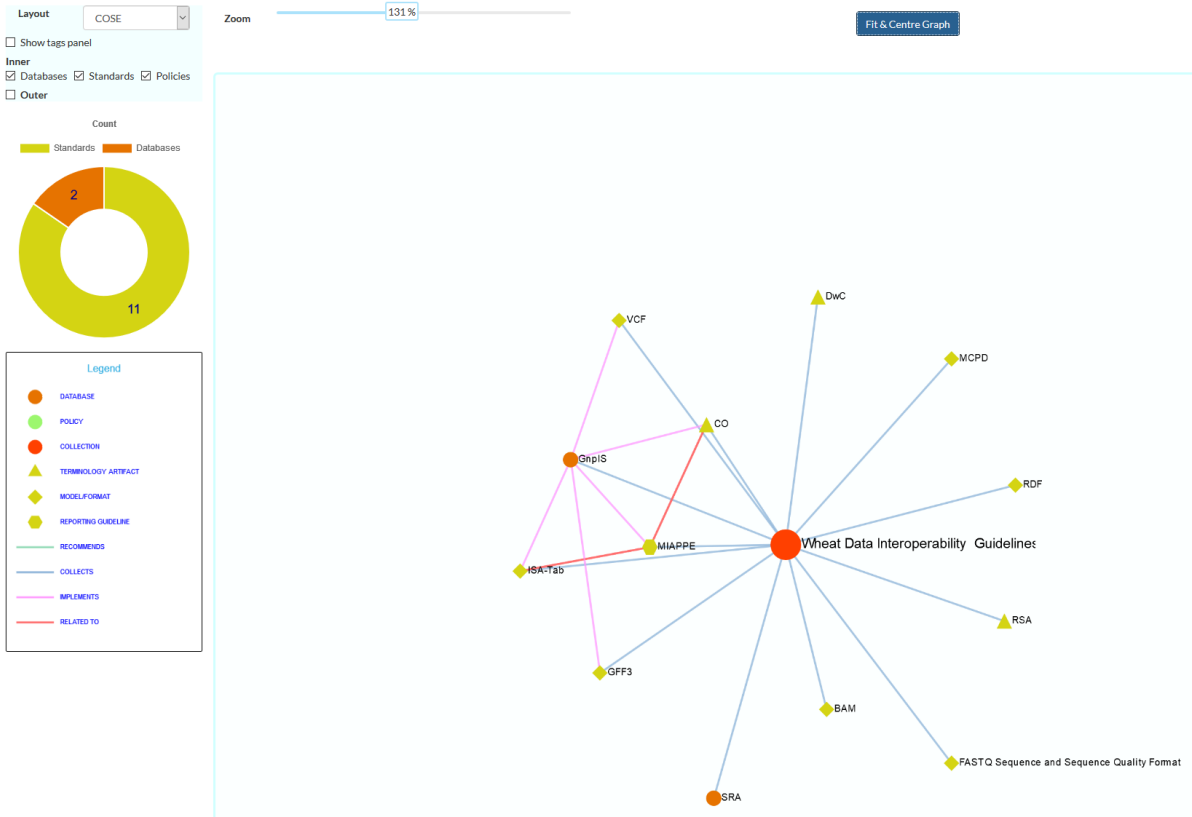 Layout
COSE
Zoom
131 %
Fit & Centre Graph
Show tags panel
Inner
Databases Standards Policies
Outer
Count
Standards Databases
2
11
Legend
DATABASE
POLICY
COLLECTION
TERMINOLOGY ARTIFACT
MODEL/FORMAT
REPORTING GUIDELINE
RECOMMENDS
COLLECTS
IMPLEMENTS
RELATED TO
DwC
VCF
MCPD
CO
GnpIS
RDF
Wheat Data Interoperability Guidelines
MIAPPE
ISA-Tab
RSA
GFF3
BAM
FASTQ Sequence and Sequence Quality Format
SRA